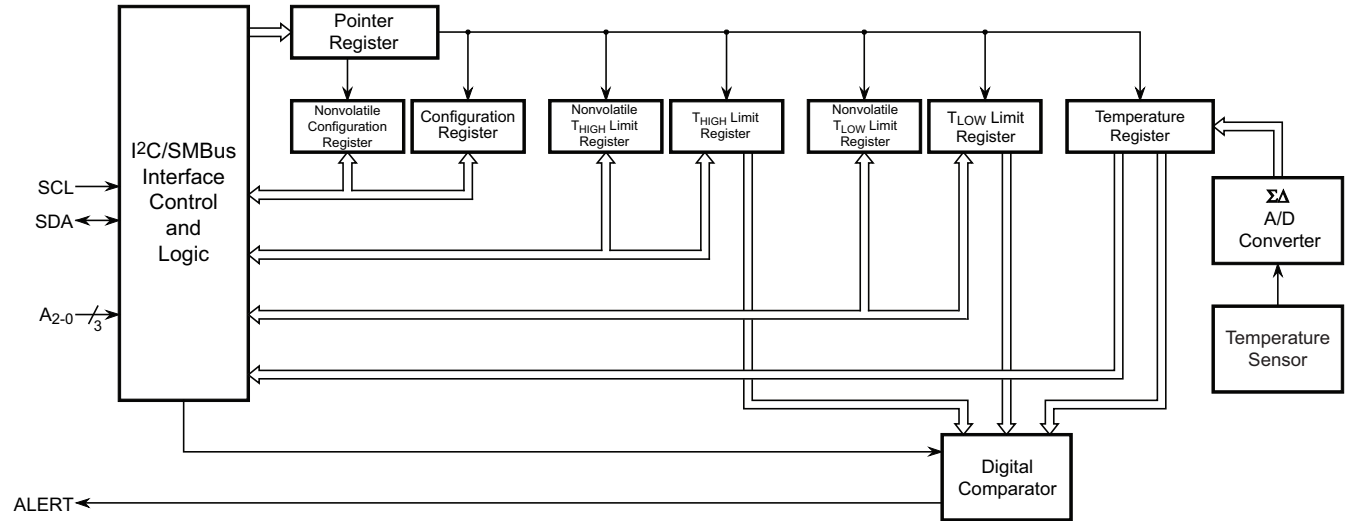 Pointer
Register
Nonvolatile
Configuration
Register
Configuration
Register
Nonvolatile
THIGH Limit
Register
THIGH Limit
Register
Nonvolatile
TLOW Limit
Register
TLOW Limit
Register
Temperature
Register
I²C/SMBus
Interface
Control
and
Logic
SCL
SDA
A2-0
3
ΣΔ
A/D
Converter
Temperature
Sensor
Digital
Comparator
ALERT